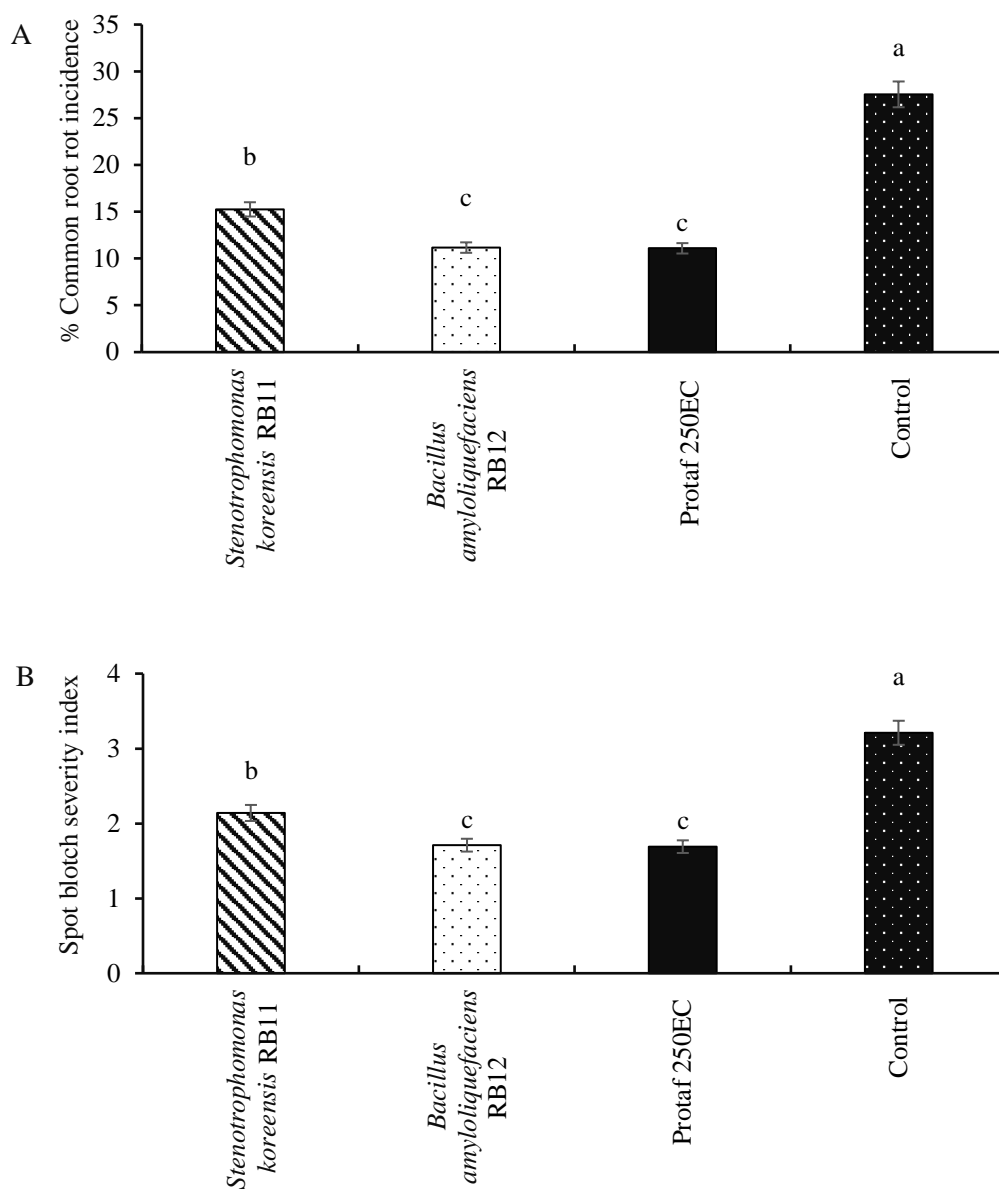 A
% Common root rot incidence
35
30
25
20
15
10
5
0
b
c
c
a
Stenotrophomonas
koreensis RB11
Bacillus
amyloliquefaciens
RB12
Protaf 250EC
Control
B
Spot blotch severity index
4
3
2
1
0
b
c
c
a
Stenotrophomonas
koreensis RB11
Bacillus
amyloliquefaciens
RB12
Protaf 250EC
Control